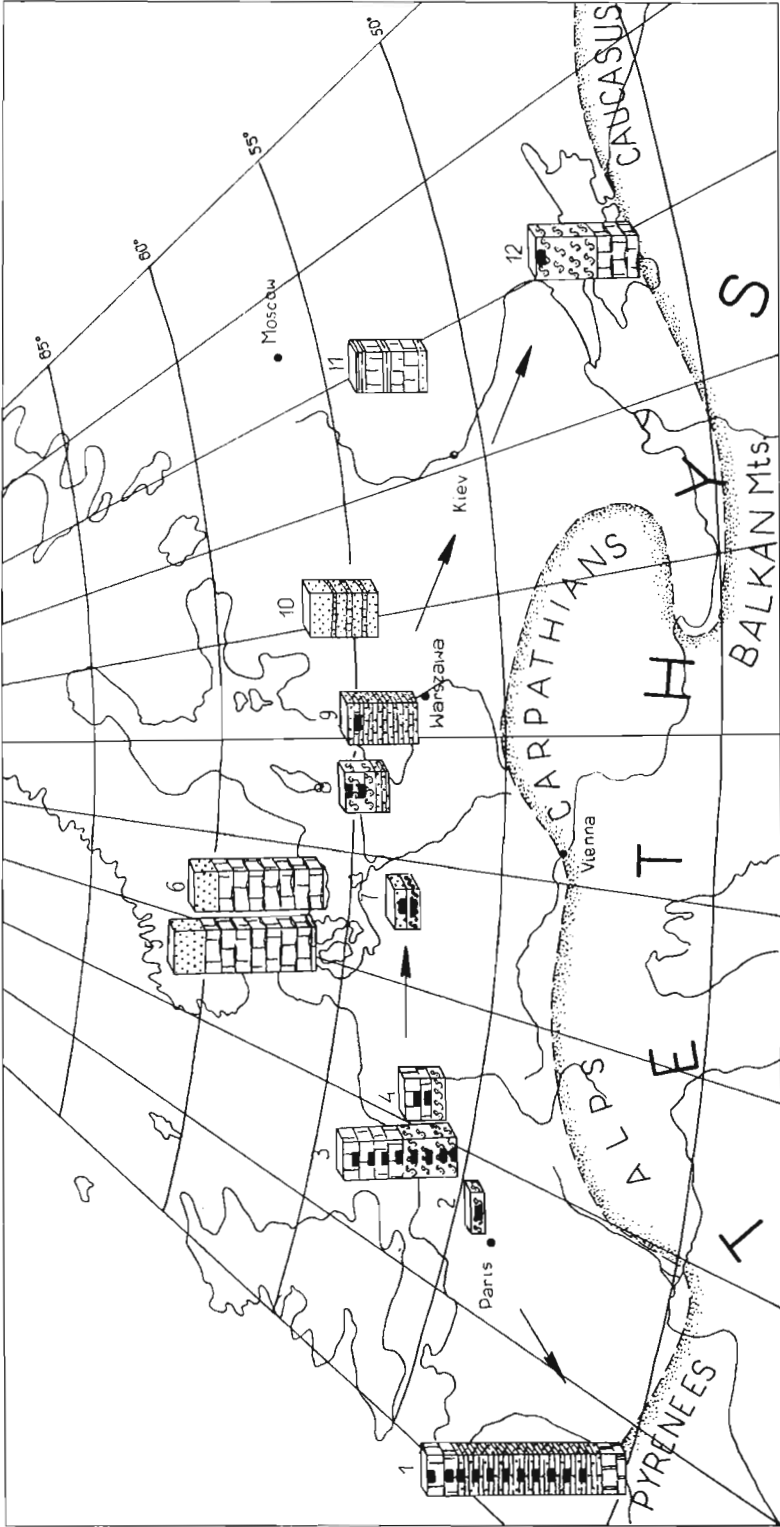 65°
60°
55°
50°
Moscow
6
3
4
7
9
10
11
12
1
2
Paris
Warszawa
Kiev
Vienna
CAUCASUS
CARPATHIANS
ALPS
PYRENEES
BALKAN Mts.
T E T H Y S